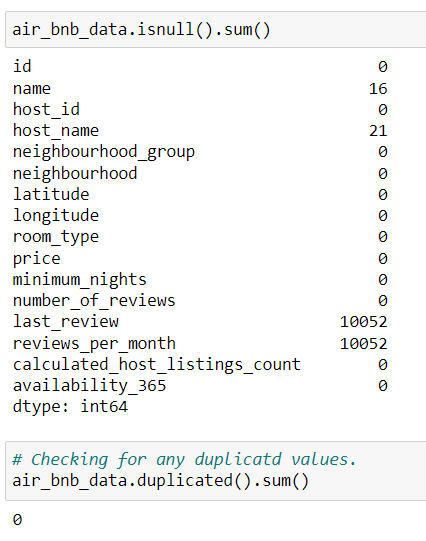 air_bnb_data.isnull().sum()
id 0
name 16
host_id 0
host_name 21
neighbourhood_group 0
neighbourhood 0
latitude 0
longitude 0
room_type 0
price 0
minimum_nights 0
number_of_reviews 0
last_review 10052
reviews_per_month 10052
calculated_host_listings_count 0
availability_365 0
dtype: int64
# Checking for any duplicatd values.
air_bnb_data.duplicated().sum()
0